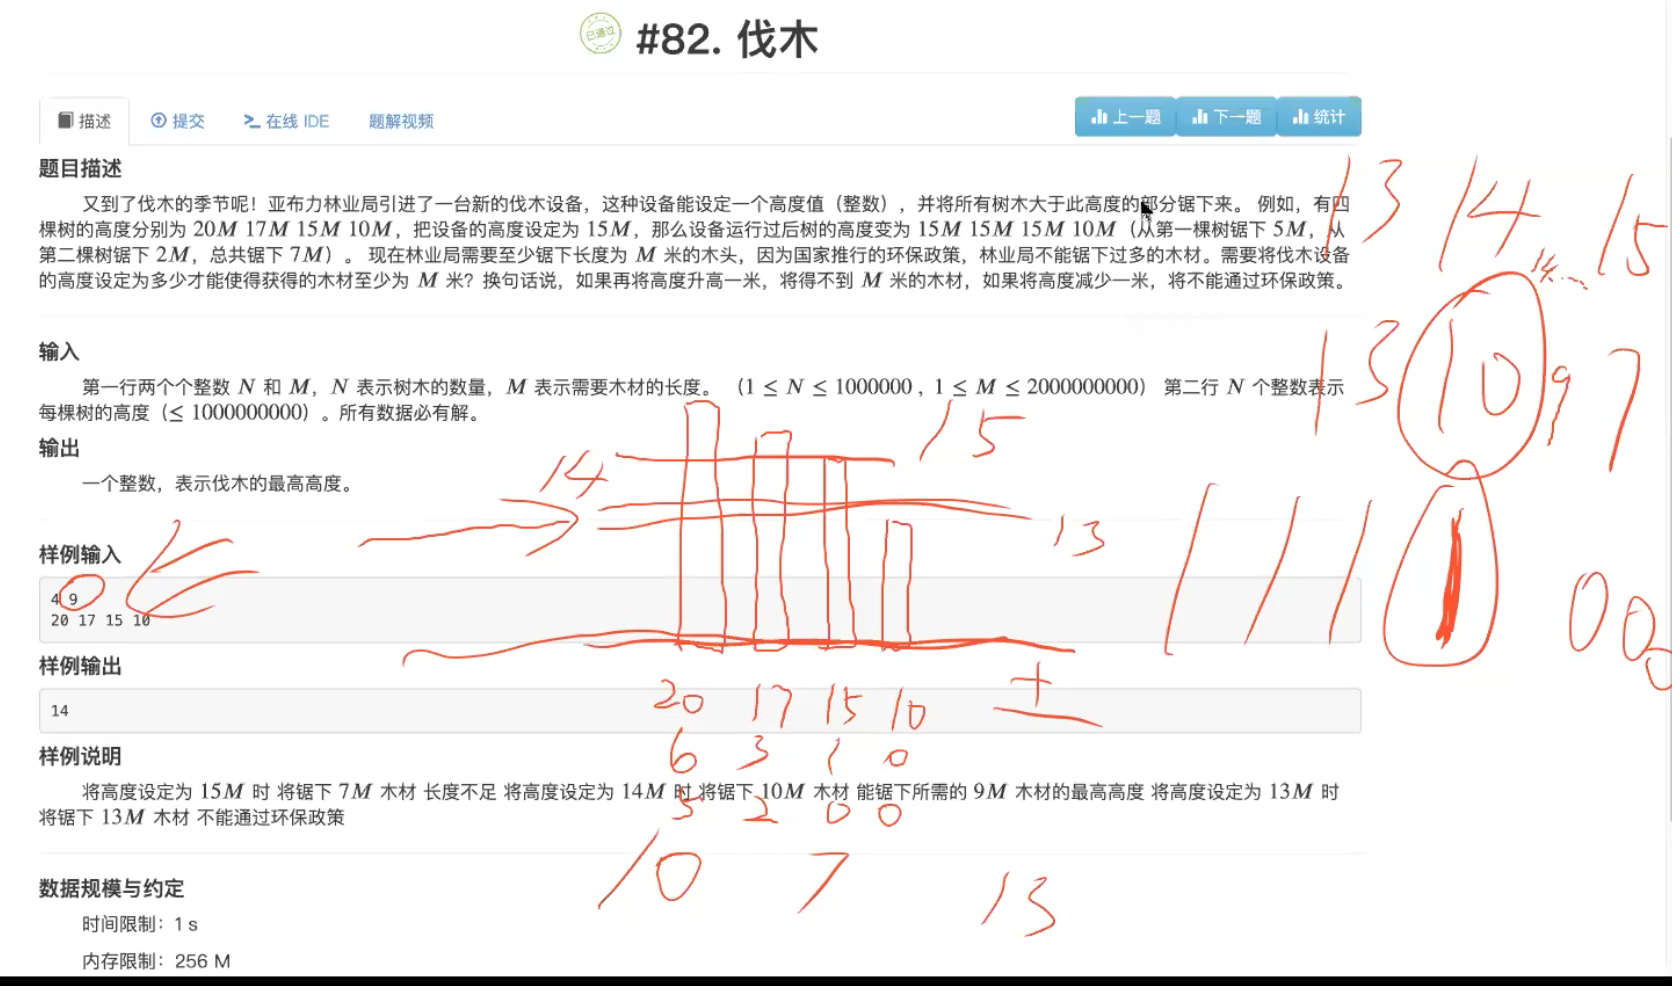 已通过 #82. 伐木
描述 提交 在线 IDE 题解视频 上一题 下一题 统计
题目描述
又到了伐木的季节呢！亚布力林业局引进了一台新的伐木设备，这种设备能设定一个高度值（整数），并将所有树木大于此高度的部分锯下来。 例如，有四
棵树的高度分别为 20M 17M 15M 10M，把设备的高度设定为 15M，那么设备运行过后树的高度变为 15M 15M 15M 10M（从第一棵树锯下 5M，从
第二棵树锯下 2M，总共锯下 7M）。 现在林业局需要至少锯下长度为 M 米的木头，因为国家推行的环保政策，林业局不能锯下过多的木材。需要将伐木设备
的高度设定为多少才能使得获得的木材至少为 M 米？换句话说，如果再将高度升高一米，将得不到 M 米的木材，如果将高度减少一米，将不能通过环保政策。
13 14 15
14
输入
第一行两个个整数 N 和 M，N 表示树木的数量，M 表示需要木材的长度。 （1 ≤ N ≤ 1000000 , 1 ≤ M ≤ 2000000000） 第二行 N 个整数表示
每棵树的高度（≤ 1000000000）。所有数据必有解。
13 10 9 7
输出
一个整数，表示伐木的最高高度。
15
14
13
样例输入
4 9
20 17 15 10
1 1 1 1 0 0 0
样例输出
14
20 17 15 10
6 3 1 0
样例说明
将高度设定为 15M 时 将锯下 7M 木材 长度不足 将高度设定为 14M 时 将锯下 10M 木材 能锯下所需的 9M 木材的最高高度 将高度设定为 13M 时
将锯下 13M 木材 不能通过环保政策
5 2 0 0
10 7 13
数据规模与约定
时间限制：1 s
内存限制：256 M